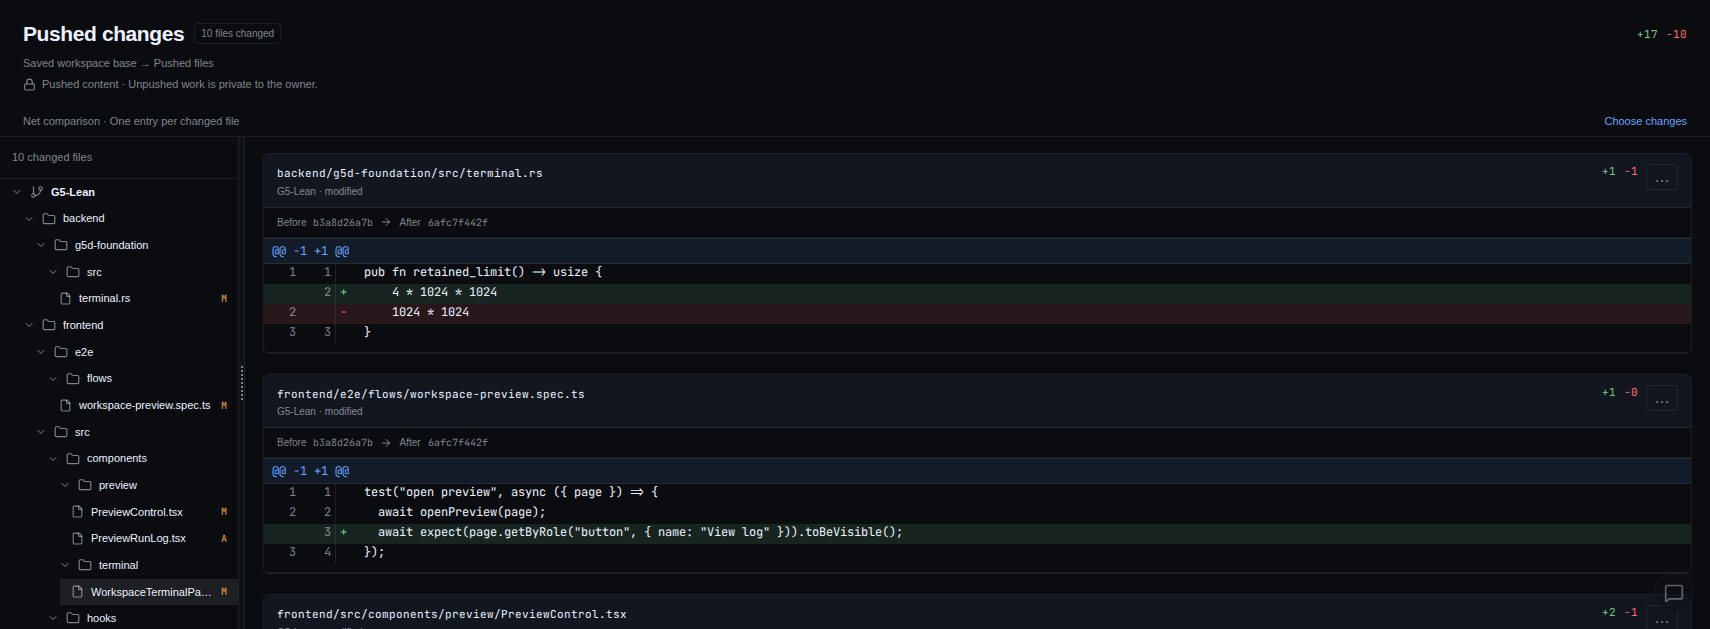 Pushed changes 10 files changed +17 -10
Saved workspace base → Pushed files
Pushed content · Unpushed work is private to the owner.
Net comparison · One entry per changed file
Choose changes
10 changed files
G5-Lean
backend
g5d-foundation
src
terminal.rs M
frontend
e2e
flows
workspace-preview.spec.ts M
src
components
preview
PreviewControl.tsx M
PreviewRunLog.tsx A
terminal
WorkspaceTerminalPa... M
hooks
backend/g5d-foundation/src/terminal.rs +1 -1 ...
G5-Lean · modified
Before b3a8d26a7b → After 6afc7f442f
@@ -1 +1 @@
1 1 pub fn retained_limit() -> usize {
2 + 4 * 1024 * 1024
2 - 1024 * 1024
3 3 }
frontend/e2e/flows/workspace-preview.spec.ts +1 -0 ...
G5-Lean · modified
Before b3a8d26a7b → After 6afc7f442f
@@ -1 +1 @@
1 1 test("open preview", async ({ page }) => {
2 2 await openPreview(page);
3 + await expect(page.getByRole("button", { name: "View log" })).toBeVisible();
3 4 });
frontend/src/components/preview/PreviewControl.tsx +2 -1 ...